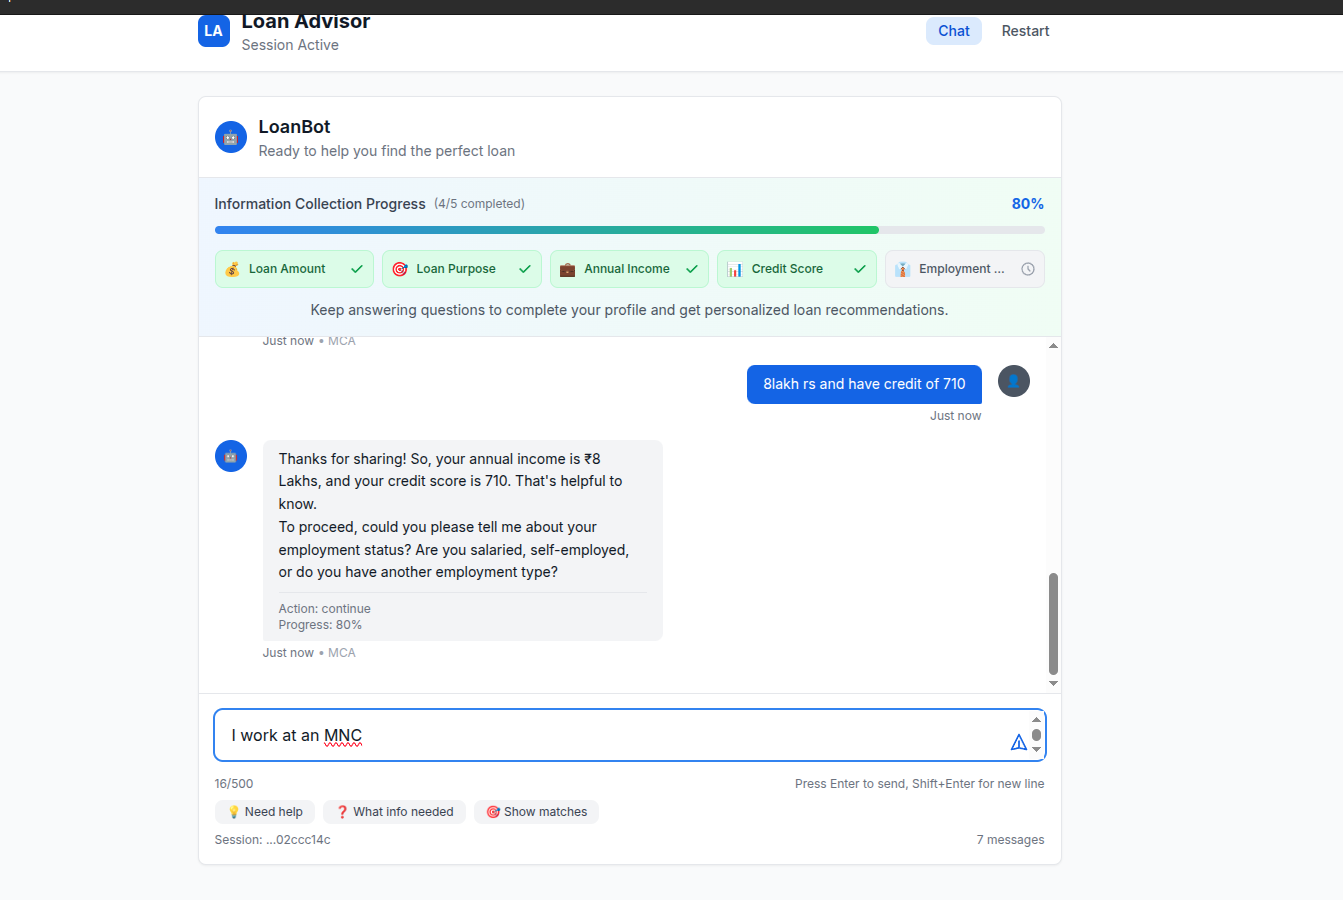 LA
Loan Advisor
Session Active
Chat
Restart
LoanBot
Ready to help you find the perfect loan
Information Collection Progress (4/5 completed)
80%
Loan Amount
Loan Purpose
Annual Income
Credit Score
Employment ...
Keep answering questions to complete your profile and get personalized loan recommendations.
Just now • MCA
8lakh rs and have credit of 710
Just now
Thanks for sharing! So, your annual income is ₹8
Lakhs, and your credit score is 710. That's helpful to
know.
To proceed, could you please tell me about your
employment status? Are you salaried, self-employed,
or do you have another employment type?
Action: continue
Progress: 80%
Just now • MCA
I work at an MNC
16/500
Press Enter to send, Shift+Enter for new line
💡 Need help
❓ What info needed
🎯 Show matches
Session: ...02ccc14c
7 messages